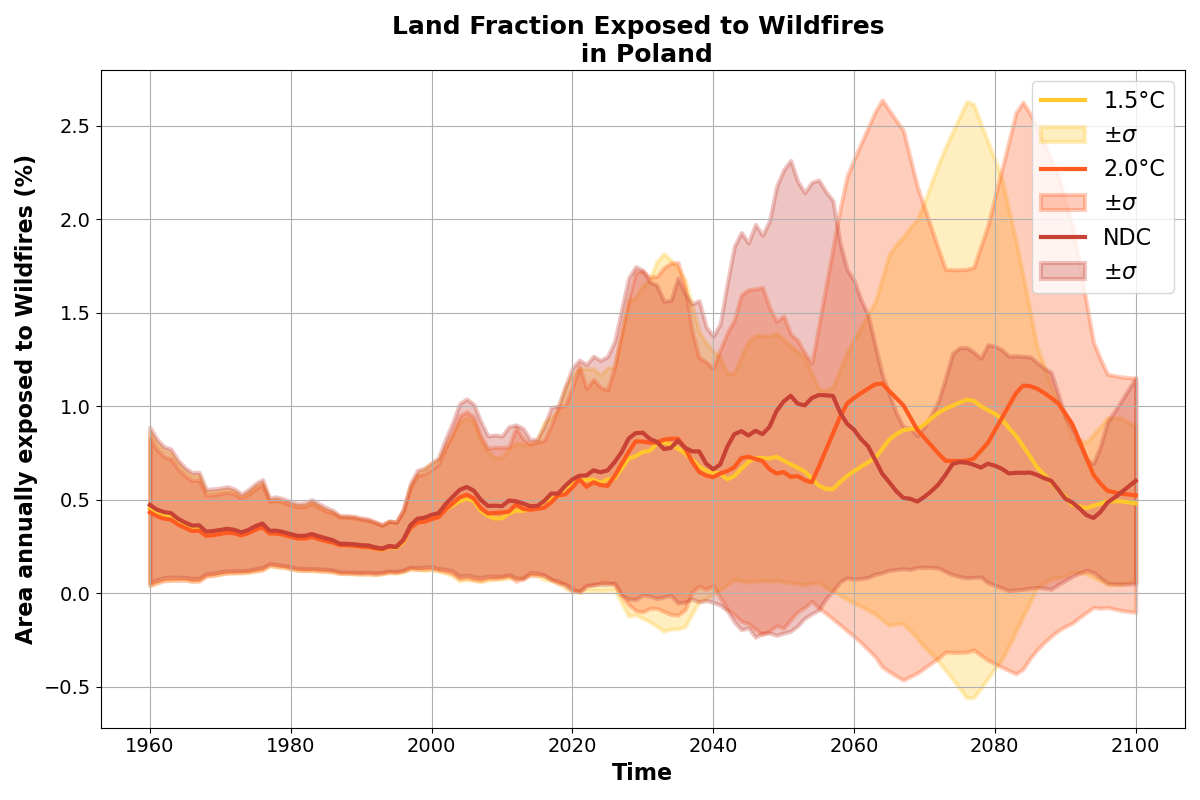 Land Fraction Exposed to Wildfires
in Poland
Area annually exposed to Wildfires (%)
2.5
2.0
1.5
1.0
0.5
0.0
−0.5
1960
1980
2000
2020
2040
2060
2080
2100
Time
1.5°C
±σ
2.0°C
±σ
NDC
±σ